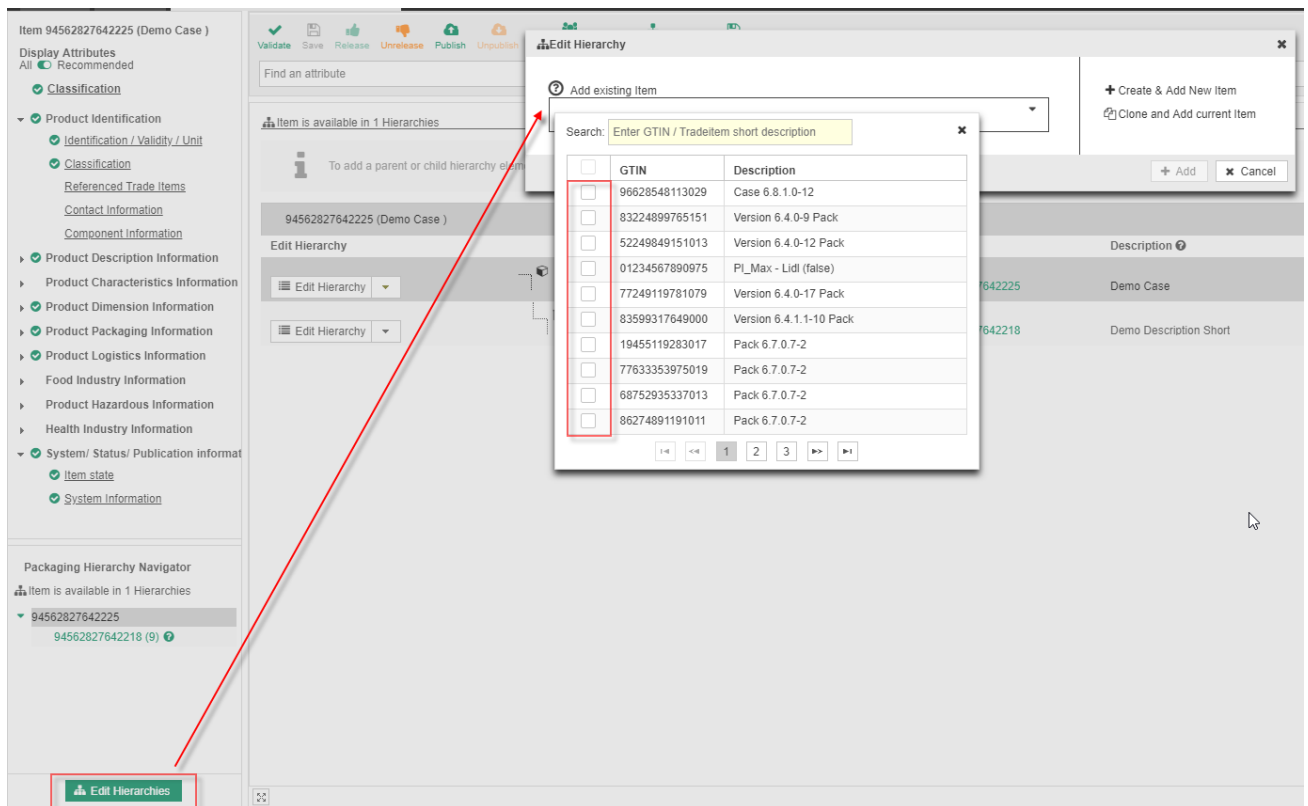 Item 94562827642225 (Demo Case )
Display Attributes
All Recommended
Classification
Product Identification
Identification / Validity / Unit
Classification
Referenced Trade Items
Contact Information
Component Information
Product Description Information
Product Characteristics Information
Product Dimension Information
Product Packaging Information
Product Logistics Information
Food Industry Information
Product Hazardous Information
Health Industry Information
System/ Status/ Publication informat
Item state
System Information
Packaging Hierarchy Navigator
Item is available in 1 Hierarchies
94562827642225
94562827642218 (9)
Edit Hierarchies
Validate Save Release Unrelease Publish Unpublish
Find an attribute
Item is available in 1 Hierarchies
To add a parent or child hierarchy elem
94562827642225 (Demo Case )
Edit Hierarchy Description
Edit Hierarchy 7642225 Demo Case
Edit Hierarchy 7642218 Demo Description Short
Edit Hierarchy
Add existing Item
Create & Add New Item
Clone and Add current Item
+ Add Cancel
Search: Enter GTIN / Tradeitem short description
GTIN Description
96628548113029 Case 6.8.1.0-12
83224899765151 Version 6.4.0-9 Pack
52249849151013 Version 6.4.0-12 Pack
01234567890975 PI_Max - Lidl (false)
77249119781079 Version 6.4.0-17 Pack
83599317649000 Version 6.4.1.1-10 Pack
19455119283017 Pack 6.7.0.7-2
77633353975019 Pack 6.7.0.7-2
68752935337013 Pack 6.7.0.7-2
86274891191011 Pack 6.7.0.7-2
1 2 3